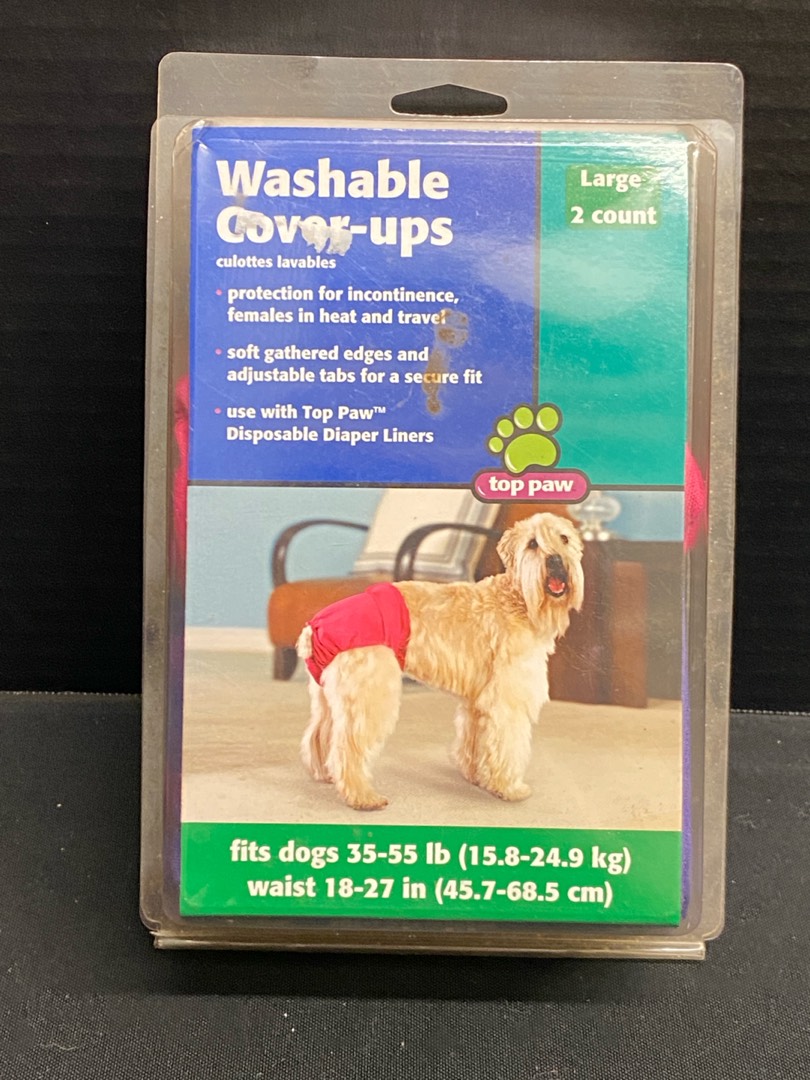 Washable
Cover-ups
culottes lavables
• protection for incontinence,
females in heat and travel
• soft gathered edges and
adjustable tabs for a secure fit
• use with Top Paw™
Disposable Diaper Liners
Large
2 count
top paw
fits dogs 35-55 lb (15.8-24.9 kg)
waist 18-27 in (45.7-68.5 cm)